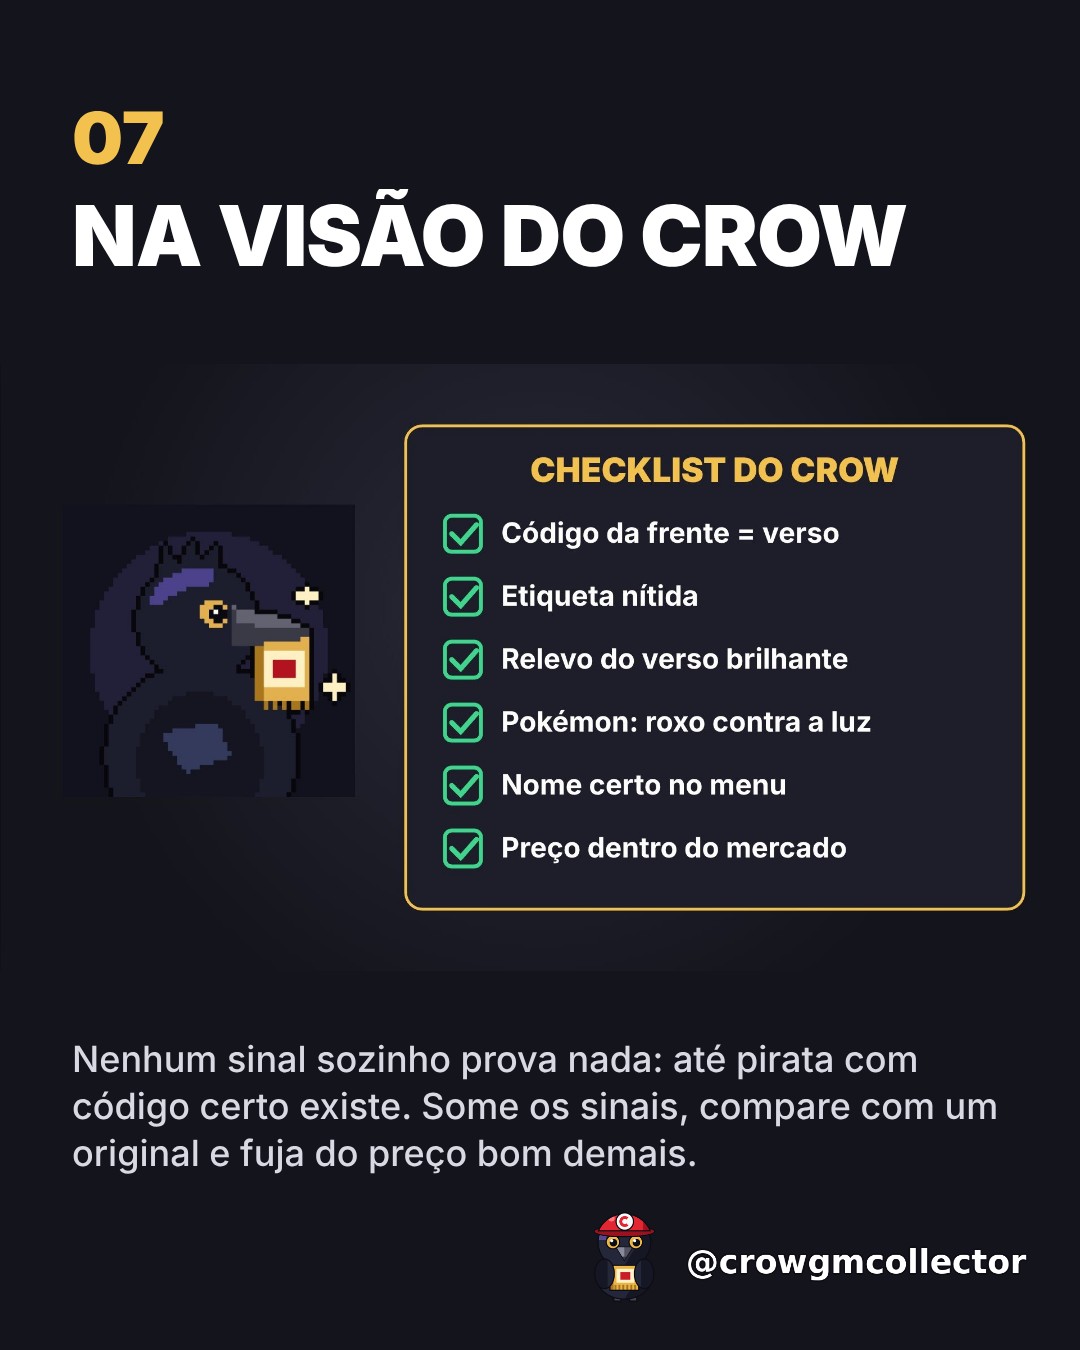 07
NA VISÃO DO CROW
CHECKLIST DO CROW
Código da frente = verso
Etiqueta nítida
Relevo do verso brilhante
Pokémon: roxo contra a luz
Nome certo no menu
Preço dentro do mercado
Nenhum sinal sozinho prova nada: até pirata com
código certo existe. Some os sinais, compare com um
original e fuja do preço bom demais.
C
@crowgmcollector